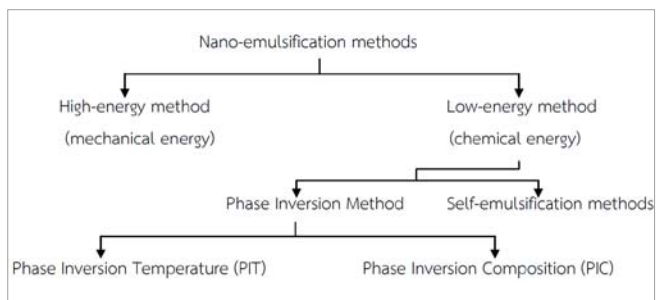 Nano-emulsification methods
High-energy method
(mechanical energy)
Low-energy method
(chemical energy)
Phase Inversion Method
Self-emulsification methods
Phase Inversion Temperature (PIT)
Phase Inversion Composition (PIC)